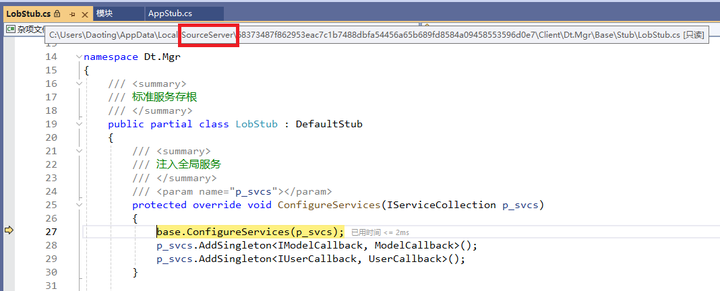 LobStub.cs 模块 AppStub.cs
杂项文件
C:\Users\Daoting\AppData\Local\SourceServer\68373487f862953eac7c1b7488dbfa54456a65b689fd8584a09458553596d0e7\Client\Dt.Mgr\Base\Stub\LobStub.cs [只读]
14 namespace Dt.Mgr
15 {
16 /// <summary>
17 /// 标准服务存根
18 /// </summary>
19 public partial class LobStub : DefaultStub
20 {
21 /// <summary>
22 /// 注入全局服务
23 /// </summary>
24 /// <param name="p_svcs"></param>
25 protected override void ConfigureServices(IServiceCollection p_svcs)
26 {
27 base.ConfigureServices(p_svcs); 已用时间 <= 2ms
28 p_svcs.AddSingleton<IModelCallback, ModelCallback>();
29 p_svcs.AddSingleton<IUserCallback, UserCallback>();
30 }
31